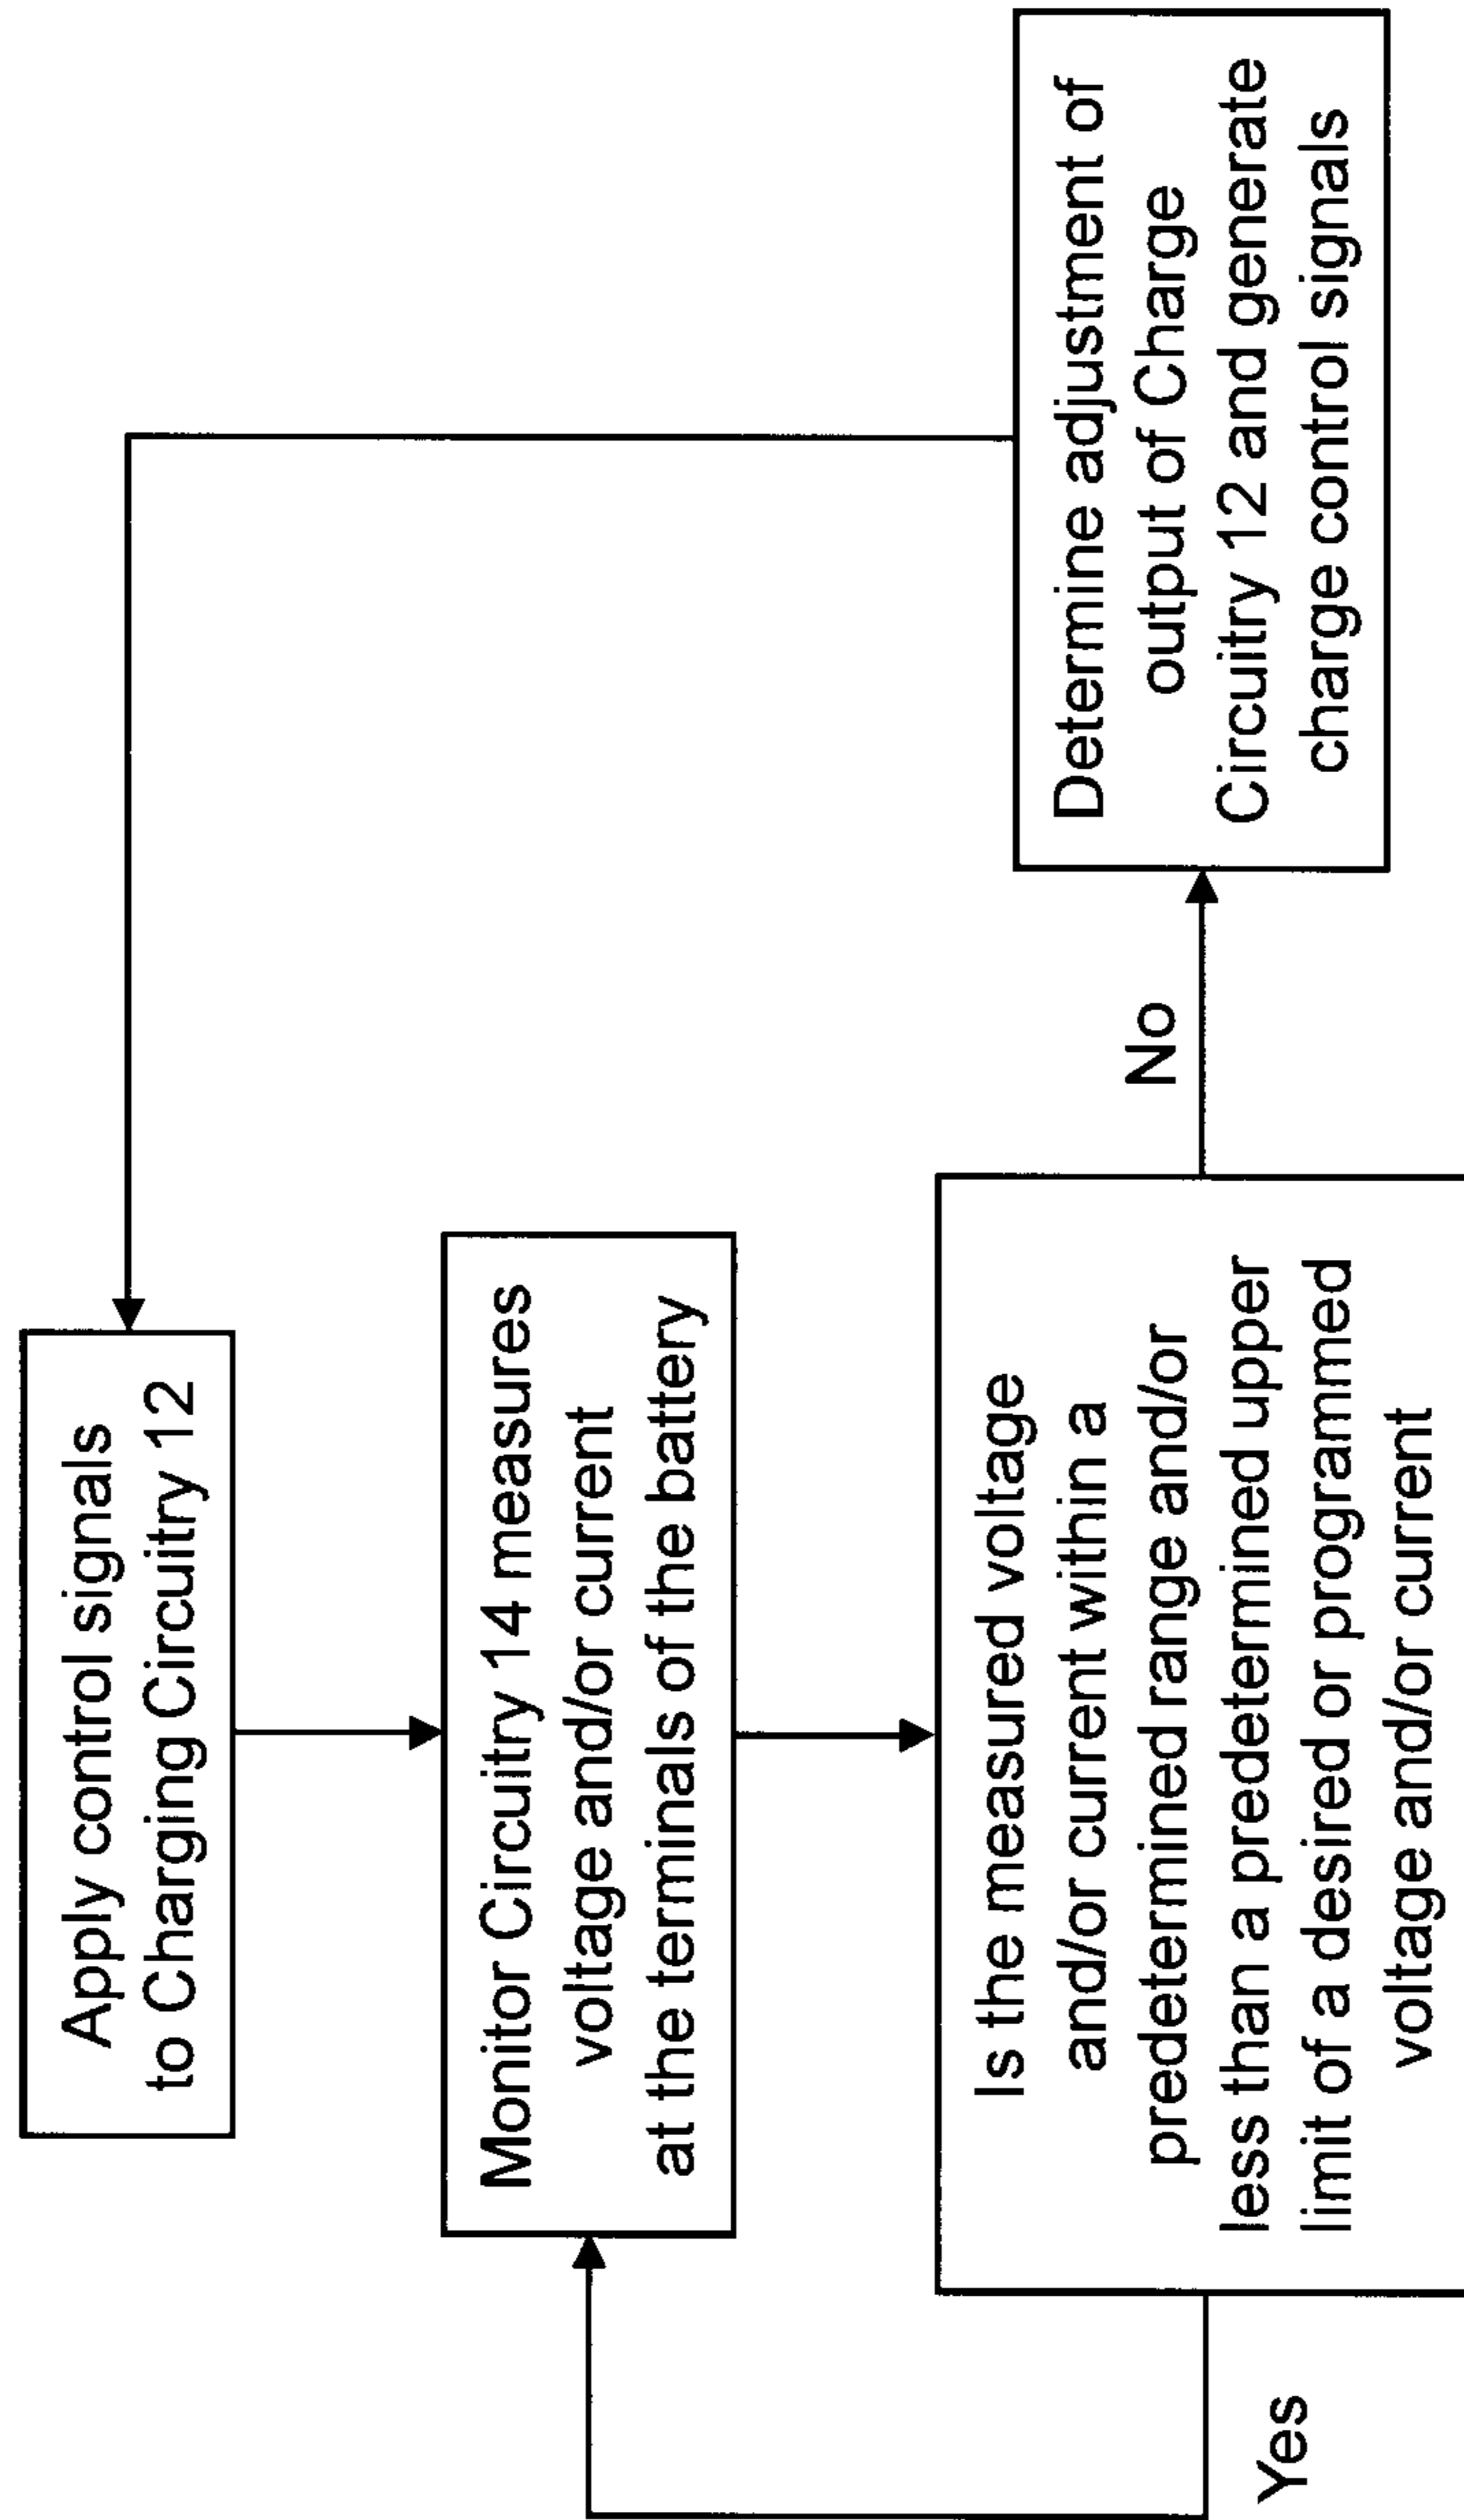 Apply control signals
to Charging Circuitry 12
Monitor Circuitry 14 measures
voltage and/or current
at the terminals of the battery
Is the measured voltage
and/or current within a
predetermined range and/or
less than a predetermined upper
limit of a desired or programmed
voltage and/or current
Yes
No
Determine adjustment of
output of Charge
Circuitry 12 and generate
charge control signals